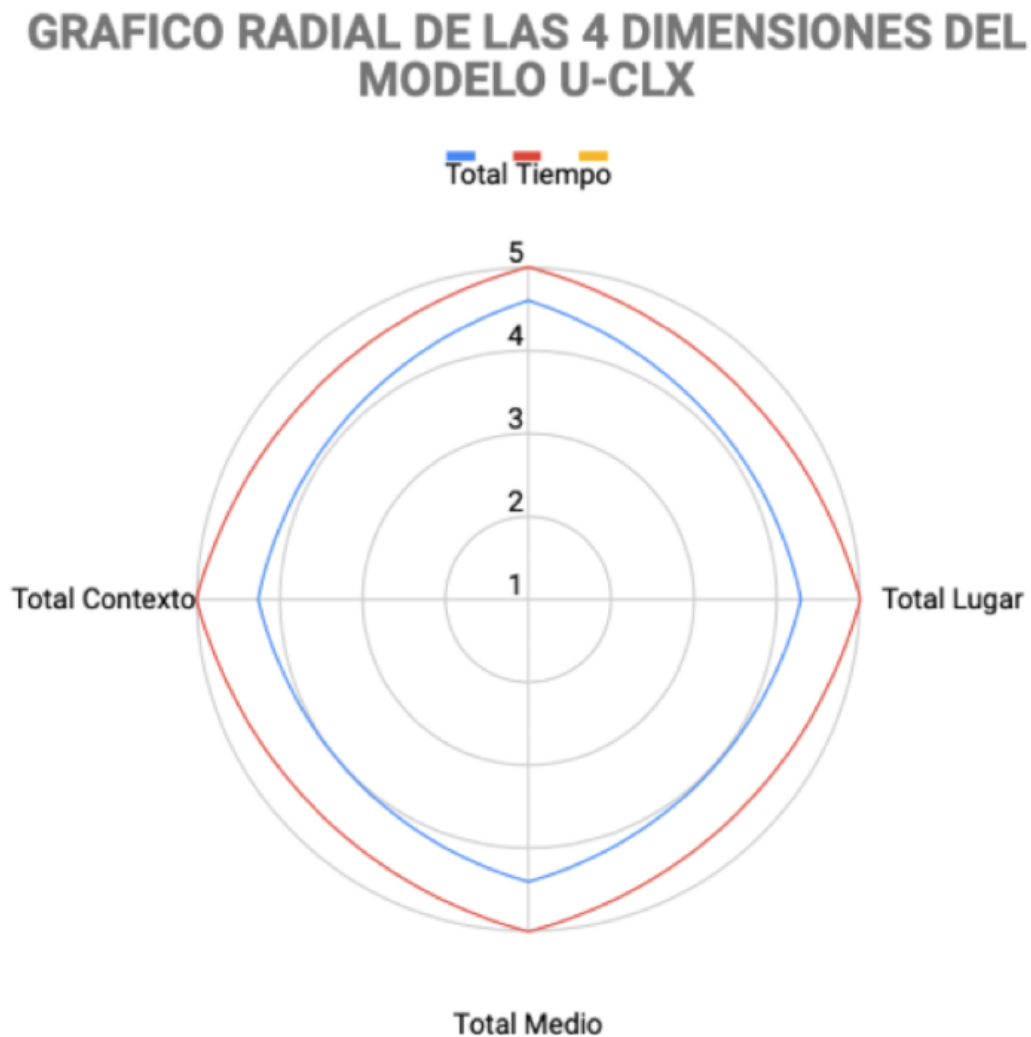 GRAFICO RADIAL DE LAS 4 DIMENSIONES DEL
MODELO U-CLX
Total Tiempo
5
4
3
2
1
Total Contexto
Total Lugar
Total Medio